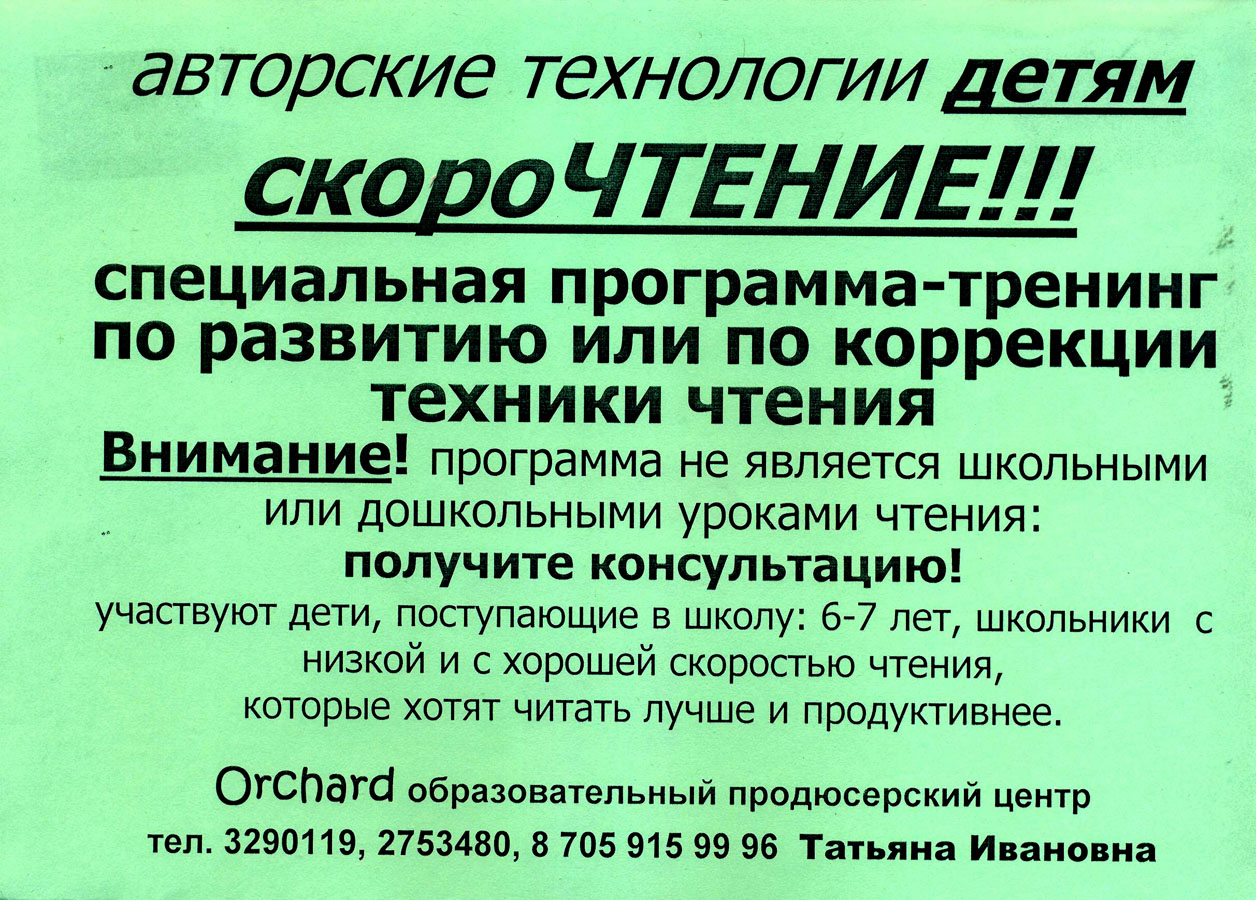 авторские технологии детям
скороЧТЕНИЕ!!!
специальная программа-тренинг
по развитию или по коррекции
техники чтения
Внимание! программа не является школьными
или дошкольными уроками чтения:
получите консультацию!
участвуют дети, поступающие в школу: 6-7 лет, школьники с
низкой и с хорошей скоростью чтения,
которые хотят читать лучше и продуктивнее.
Orchard образовательный продюсерский центр
тел. 3290119, 2753480, 8 705 915 99 96 Татьяна Ивановна